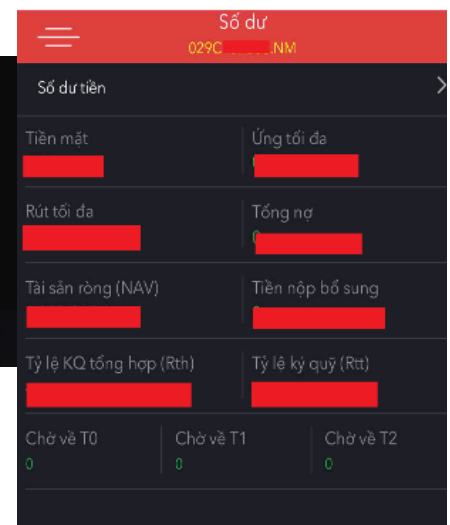 Số dư
029C .NM
Số dư tiền
Tiền mặt Ứng tối đa
Rút tối đa Tổng nợ
0
Tài sản ròng (NAV) Tiền nộp bổ sung
Tỷ lệ KQ tổng hợp (Rth) Tỷ lệ ký quỹ (Rtt)
Chờ về T0 Chờ về T1 Chờ về T2
0 0 0